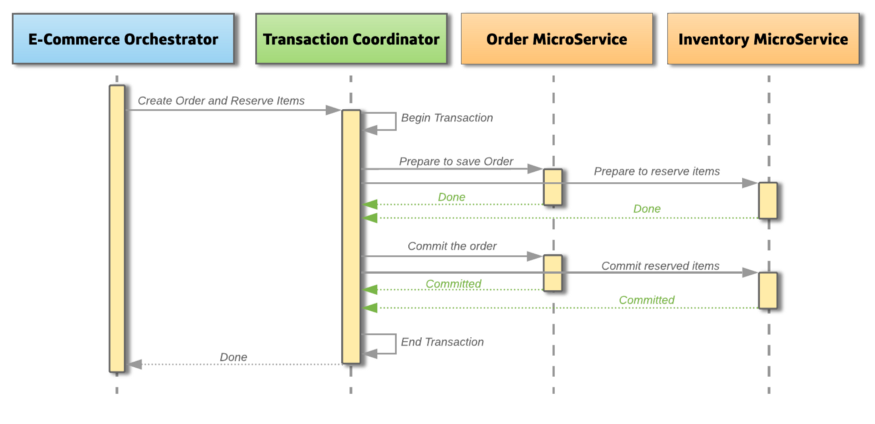 E-Commerce Orchestrator
Transaction Coordinator
Order MicroService
Inventory MicroService
Create Order and Reserve Items
Begin Transaction
Prepare to save Order
Prepare to reserve items
Done
Done
Commit the order
Commit reserved items
Committed
Committed
End Transaction
Done